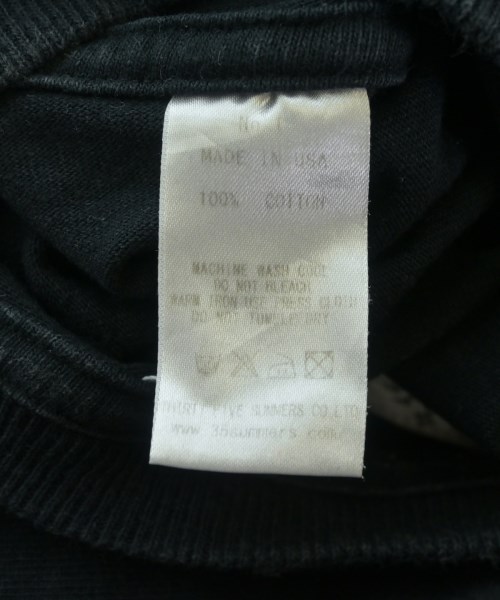 No.
MADE IN USA
100% COTTON
MACHINE WASH COOL
DO NOT BLEACH
WARM IRON USE PRESS CLOTH
DO NOT TUMBLE DRY
THIRTY FIVE SUMMERS CO.LTD
www.35summers.com/